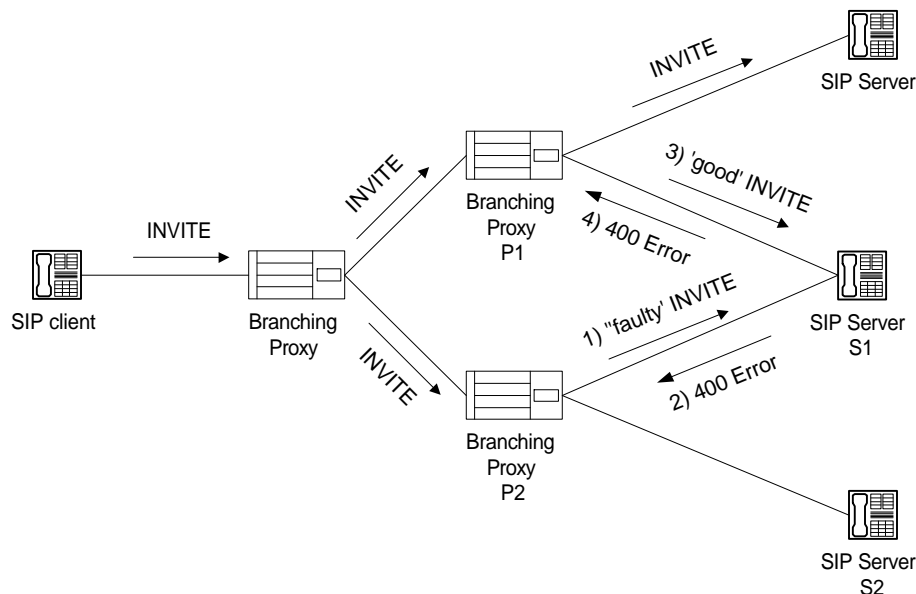 INVITE
SIP Server
INVITE
3) 'good' INVITE
Branching
Proxy
P1
4) 400 Error
INVITE
SIP client
Branching
Proxy
INVITE
1) "faulty' INVITE
SIP Server
S1
2) 400 Error
Branching
Proxy
P2
SIP Server
S2